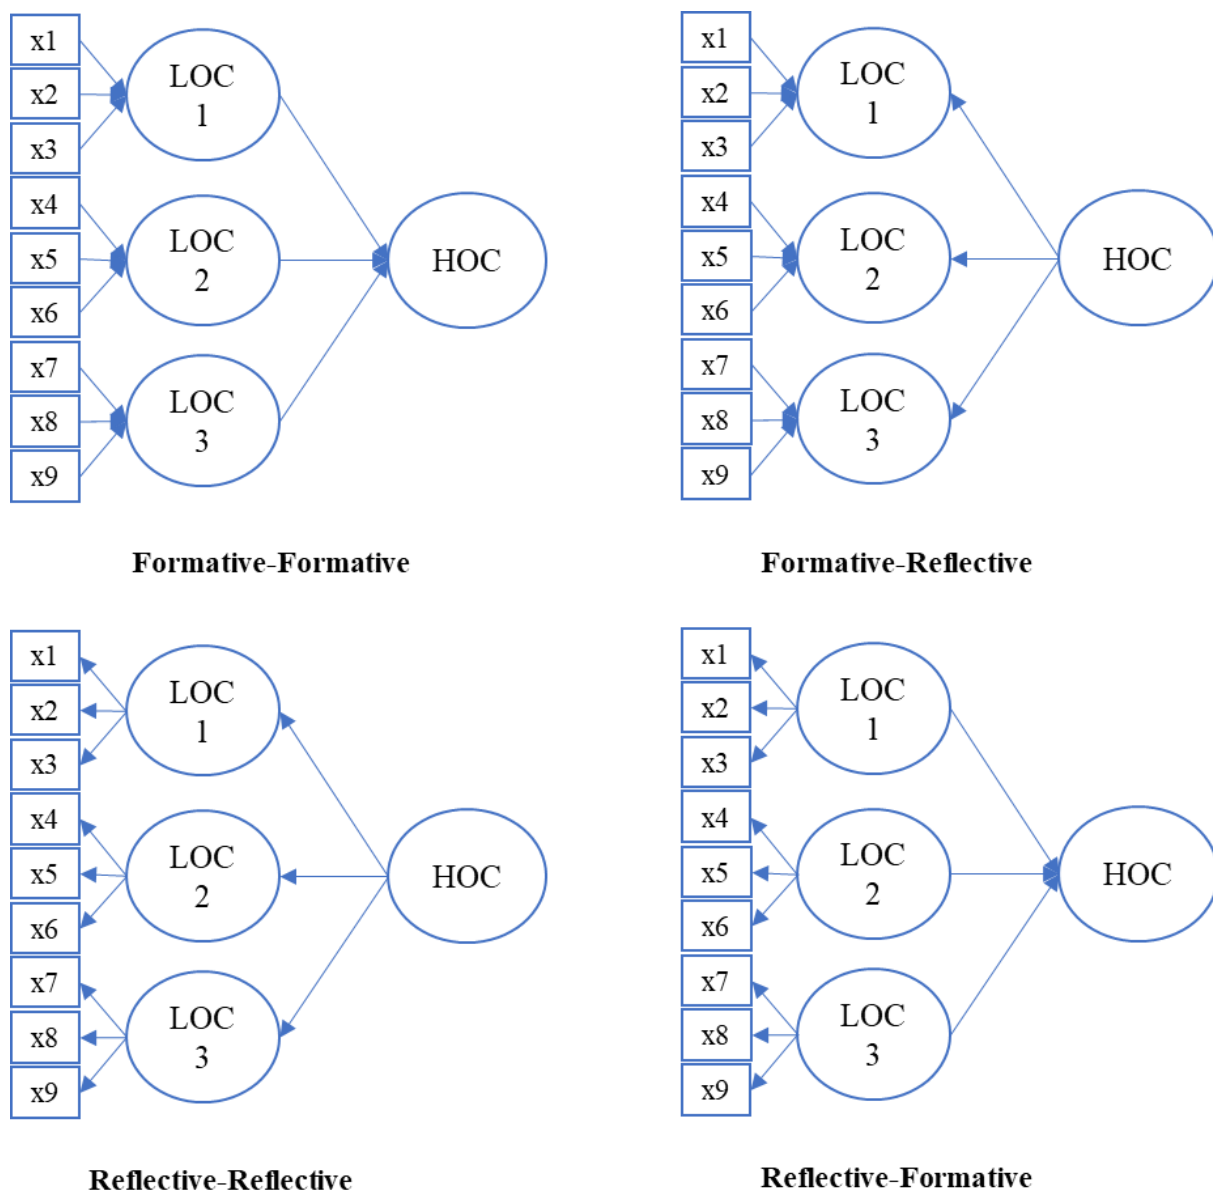 x1
x2
x3
x4
x5
x6
x7
x8
x9
LOC
1
LOC
2
LOC
3
HOC
Formative-Formative
x1
x2
x3
x4
x5
x6
x7
x8
x9
LOC
1
LOC
2
LOC
3
HOC
Formative-Reflective
x1
x2
x3
x4
x5
x6
x7
x8
x9
LOC
1
LOC
2
LOC
3
HOC
Reflective-Reflective
x1
x2
x3
x4
x5
x6
x7
x8
x9
LOC
1
LOC
2
LOC
3
HOC
Reflective-Formative